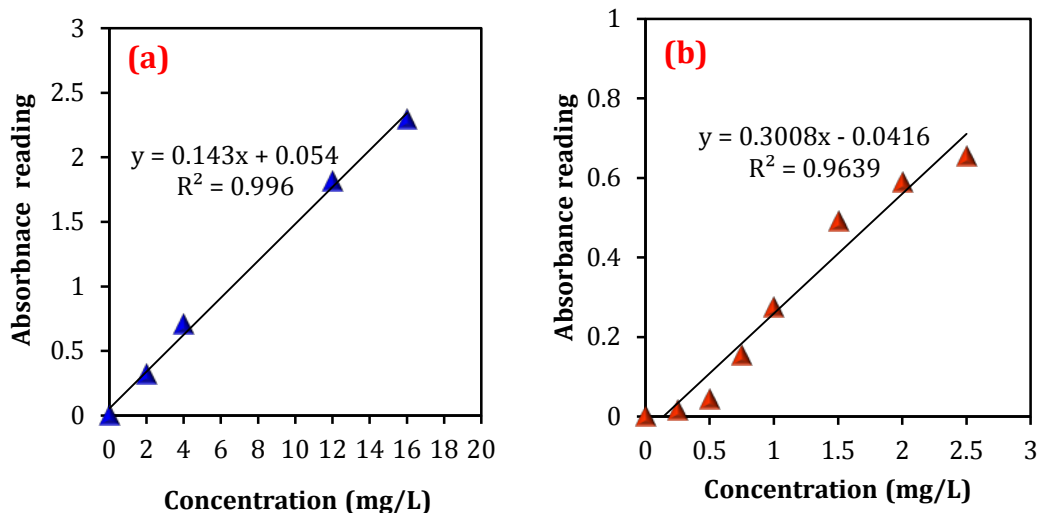 (a)
Absorbnace reading
3
2.5
2
1.5
1
0.5
0
y = 0.143x + 0.054
R² = 0.996
0 2 4 6 8 10 12 14 16 18 20
Concentration (mg/L)
(b)
Absorbance reading
1
0.8
0.6
0.4
0.2
0
y = 0.3008x - 0.0416
R² = 0.9639
0 0.5 1 1.5 2 2.5 3
Concentration (mg/L)